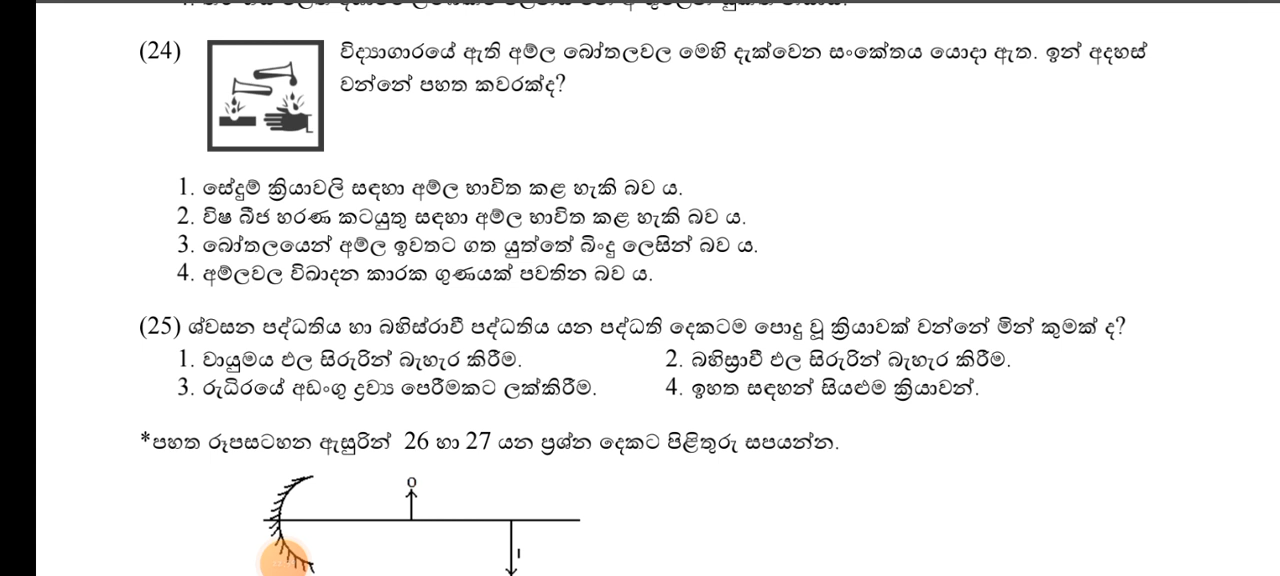 (24) විද්‍යාගාරයේ ඇති අම්ල බෝතලවල මෙහි දැක්වෙන සංකේතය යොදා ඇත. ඉන් අදහස්
වන්නේ පහත කවරක්ද?
1. සේදුම් ක්‍රියාවලි සඳහා අම්ල භාවිත කළ හැකි බව ය.
2. විෂ බීජ හරණ කටයුතු සඳහා අම්ල භාවිත කළ හැකි බව ය.
3. බෝතලයෙන් අම්ල ඉවතට ගත යුත්තේ බිංදු ලෙසින් බව ය.
4. අම්ලවල විඛාදන කාරක ගුණයක් පවතින බව ය.
(25) ශ්වසන පද්ධතිය හා බහිස්රාවී පද්ධතිය යන පද්ධති දෙකටම පොදු වූ ක්‍රියාවක් වන්නේ මින් කුමක් ද?
1. වායුමය ඵල සිරුරින් බැහැර කිරීම. 2. බහිස්‍රාවී ඵල සිරුරින් බැහැර කිරීම.
3. රුධිරයේ අඩංගු ද්‍රව්‍ය පෙරීමකට ලක්කිරීම. 4. ඉහත සඳහන් සියළුම ක්‍රියාවන්.
*පහත රූපසටහන ඇසුරින් 26 හා 27 යන ප්‍රශ්න දෙකට පිළිතුරු සපයන්න.
O
I